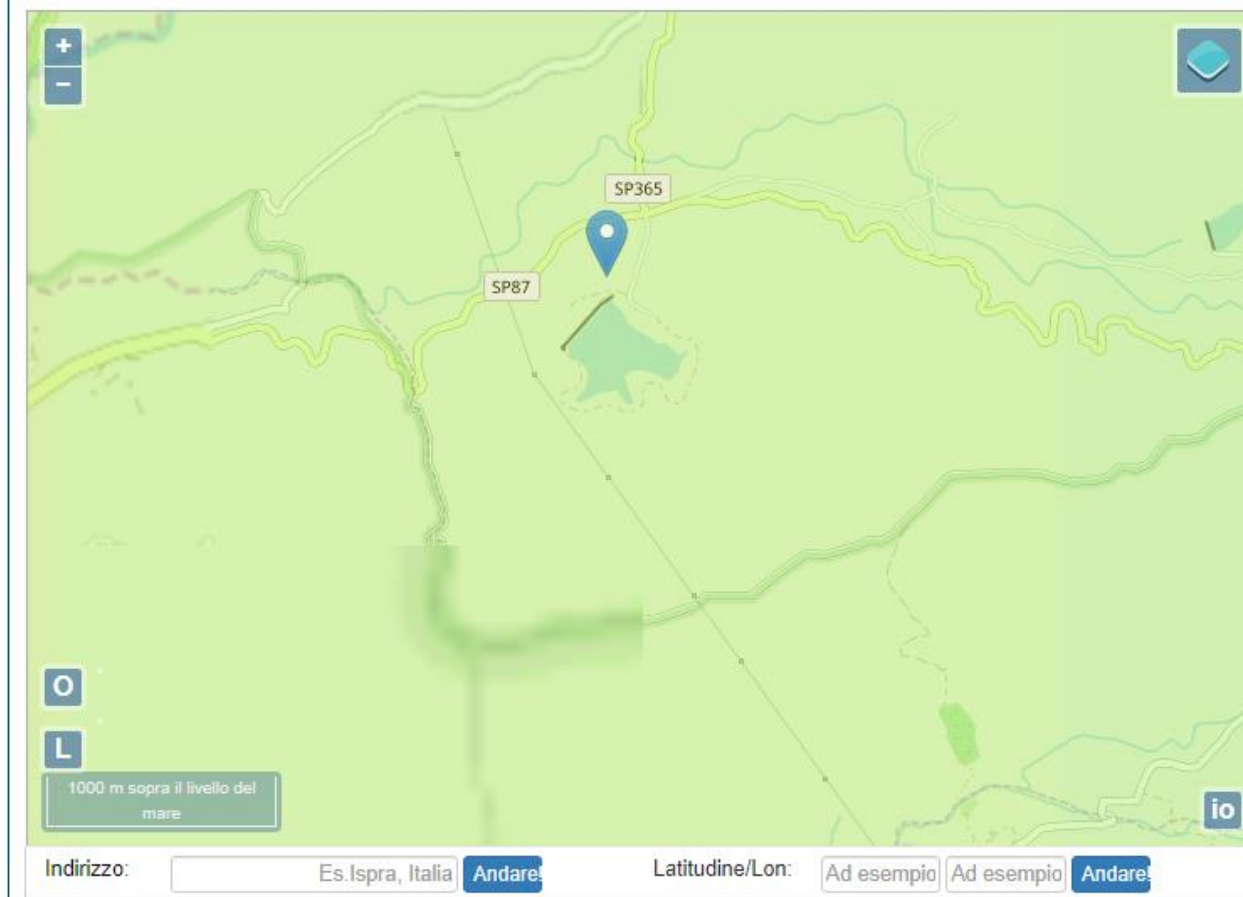 +
−
SP365
SP87
O
L
1000 m sopra il livello del
mare
io
Indirizzo:
Es.Ispra, Italia
Andare!
Latitudine/Lon:
Ad esempio
Ad esempio
Andare!